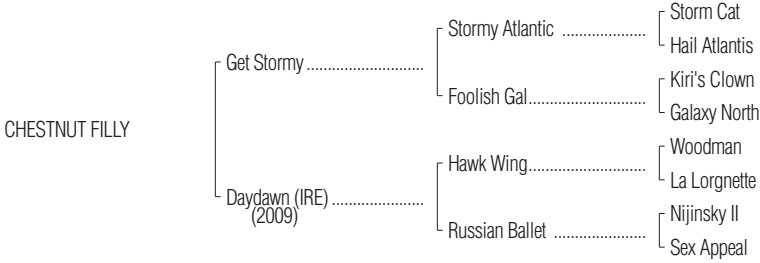 Storm Cat
Stormy Atlantic ......................
Hail Atlantis
Get Stormy .............................
Kiri's Clown
Foolish Gal..............................
Galaxy North
CHESTNUT FILLY
Woodman
Hawk Wing..............................
La Lorgnette
Daydawn (IRE) .......................
(2009)
Nijinsky II
Russian Ballet ........................
Sex Appeal